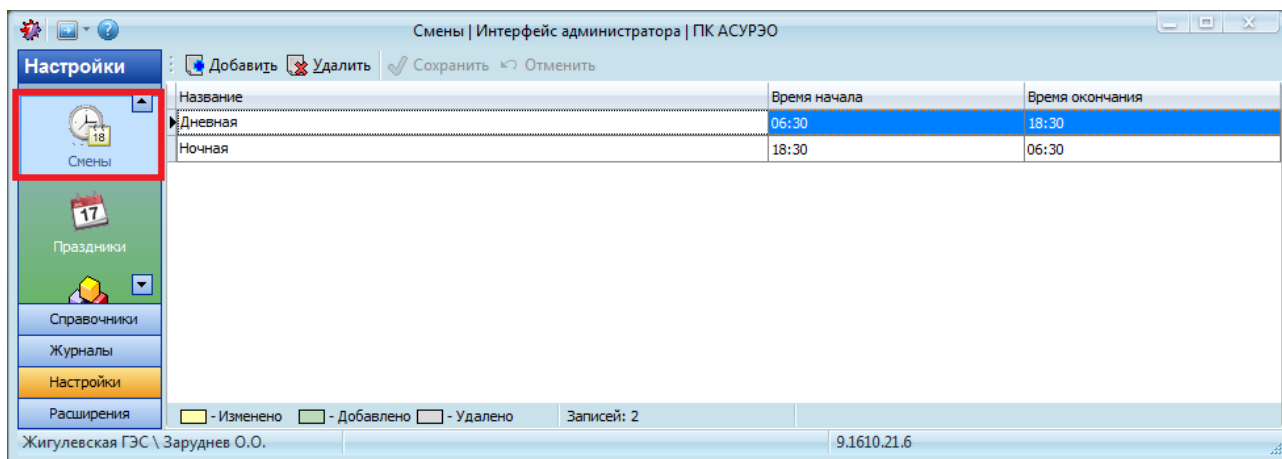 Смены | Интерфейс администратора | ПК АСУРЭО
Настройки
Добавить Удалить Сохранить Отменить
Название Время начала Время окончания
Дневная 06:30 18:30
Ночная 18:30 06:30
18
Смены
17
Праздники
Справочники
Журналы
Настройки
Расширения
- Изменено - Добавлено - Удалено Записей: 2
Жигулевская ГЭС \ Заруднев О.О. 9.1610.21.6